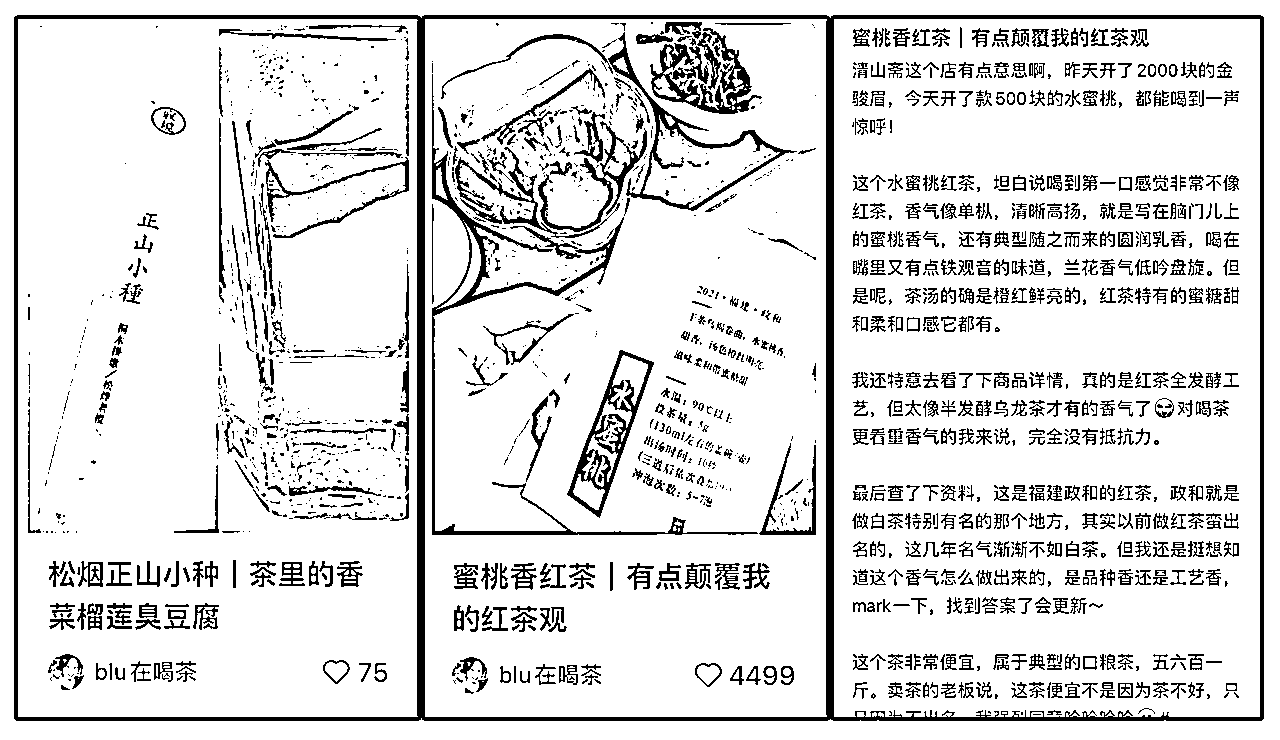 正山小種
松烟正山小种｜茶里的香
菜榴莲臭豆腐
blu在喝茶
75
2021·福建·政和
水蜜桃
水温：90℃以上
冲泡次数：5-7泡
蜜桃香红茶｜有点颠覆我
的红茶观
blu在喝茶
4499
蜜桃香红茶｜有点颠覆我的红茶观
清山斋这个店有点意思啊，昨天开了2000块的金
骏眉，今天开了款500块的水蜜桃，都能喝到一声
惊呼！
这个水蜜桃红茶，坦白说喝到第一口感觉非常不像
红茶，香气像单枞，清晰高扬，就是写在脑门儿上
的蜜桃香气，还有典型随之而来的圆润乳香，喝在
嘴里又有点铁观音的味道，兰花香气低吟盘旋。但
是呢，茶汤的确是橙红鲜亮的，红茶特有的蜜糖甜
和柔和口感它都有。
我还特意去看了下商品详情，真的是红茶全发酵工
艺，但太像半发酵乌龙茶才有的香气了😍对喝茶
更看重香气的我来说，完全没有抵抗力。
最后查了下资料，这是福建政和的红茶，政和就是
做白茶特别有名的那个地方，其实以前做红茶蛮出
名的，这几年名气渐渐不如白茶。但我还是挺想知
道这个香气怎么做出来的，是品种香还是工艺香，
mark一下，找到答案了会更新～
这个茶非常便宜，属于典型的口粮茶，五六百一
斤。卖茶的老板说，这茶便宜不是因为茶不好，只